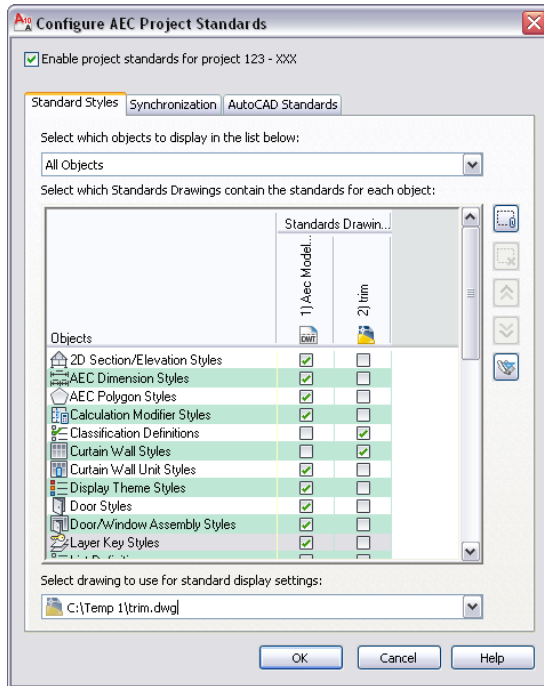 Configure AEC Project Standards
Enable project standards for project 123 - XXX
Standard Styles Synchronization AutoCAD Standards
Select which objects to display in the list below:
All Objects
Select which Standards Drawings contain the standards for each object:
Standards Drawin...
1) Aec Model...
2) trim
DWT
Objects
2D Section/Elevation Styles
AEC Dimension Styles
AEC Polygon Styles
Calculation Modifier Styles
Classification Definitions
Curtain Wall Styles
Curtain Wall Unit Styles
Display Theme Styles
Door Styles
Door/Window Assembly Styles
Layer Key Styles
Select drawing to use for standard display settings:
C:\Temp 1\trim.dwg
OK Cancel Help